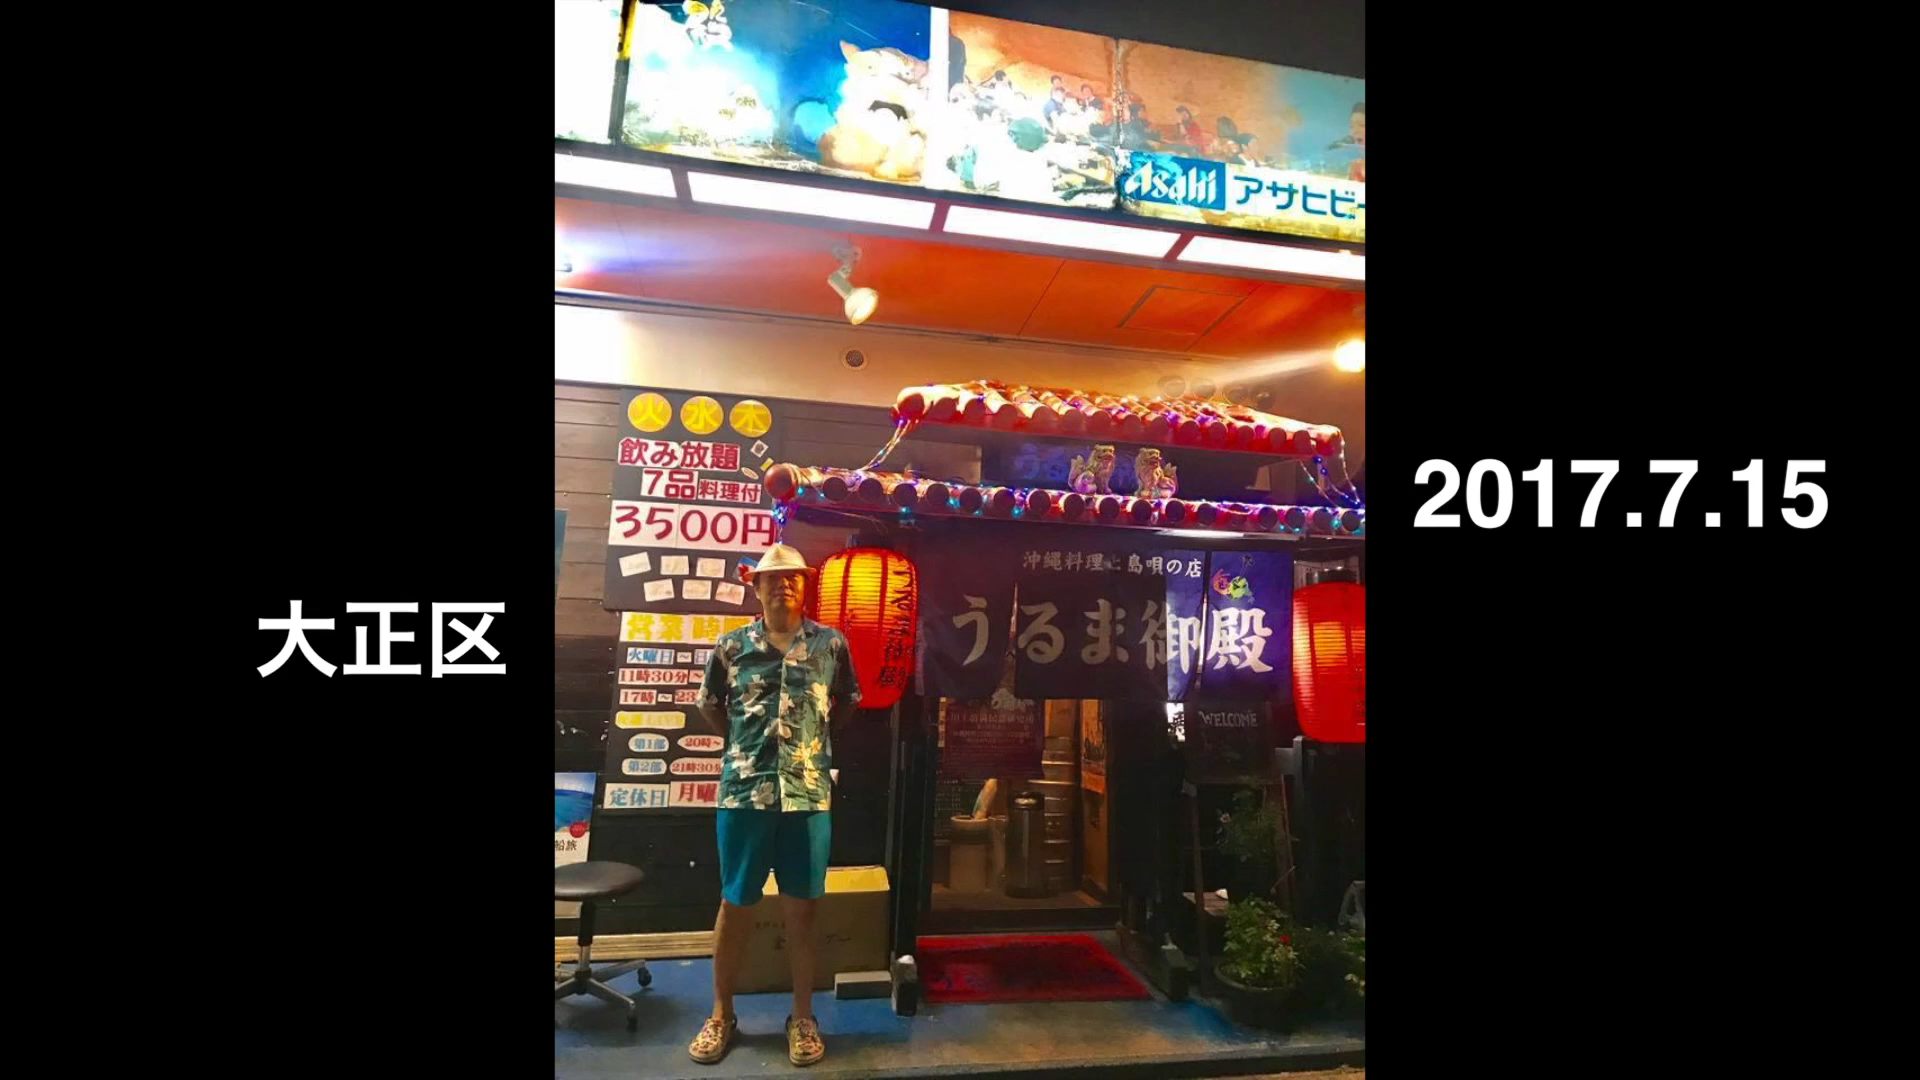 Asahi アサヒビー
火 水 木
飲み放題
7品料理付
3500円
沖縄料理と島唄の店
うるま御殿
営業時間
火曜日～日
11時30分～
17時～23
第1部 20時～
第2部 21時30分
定休日 月曜
WELCOME
船旅
大正区
2017.7.15